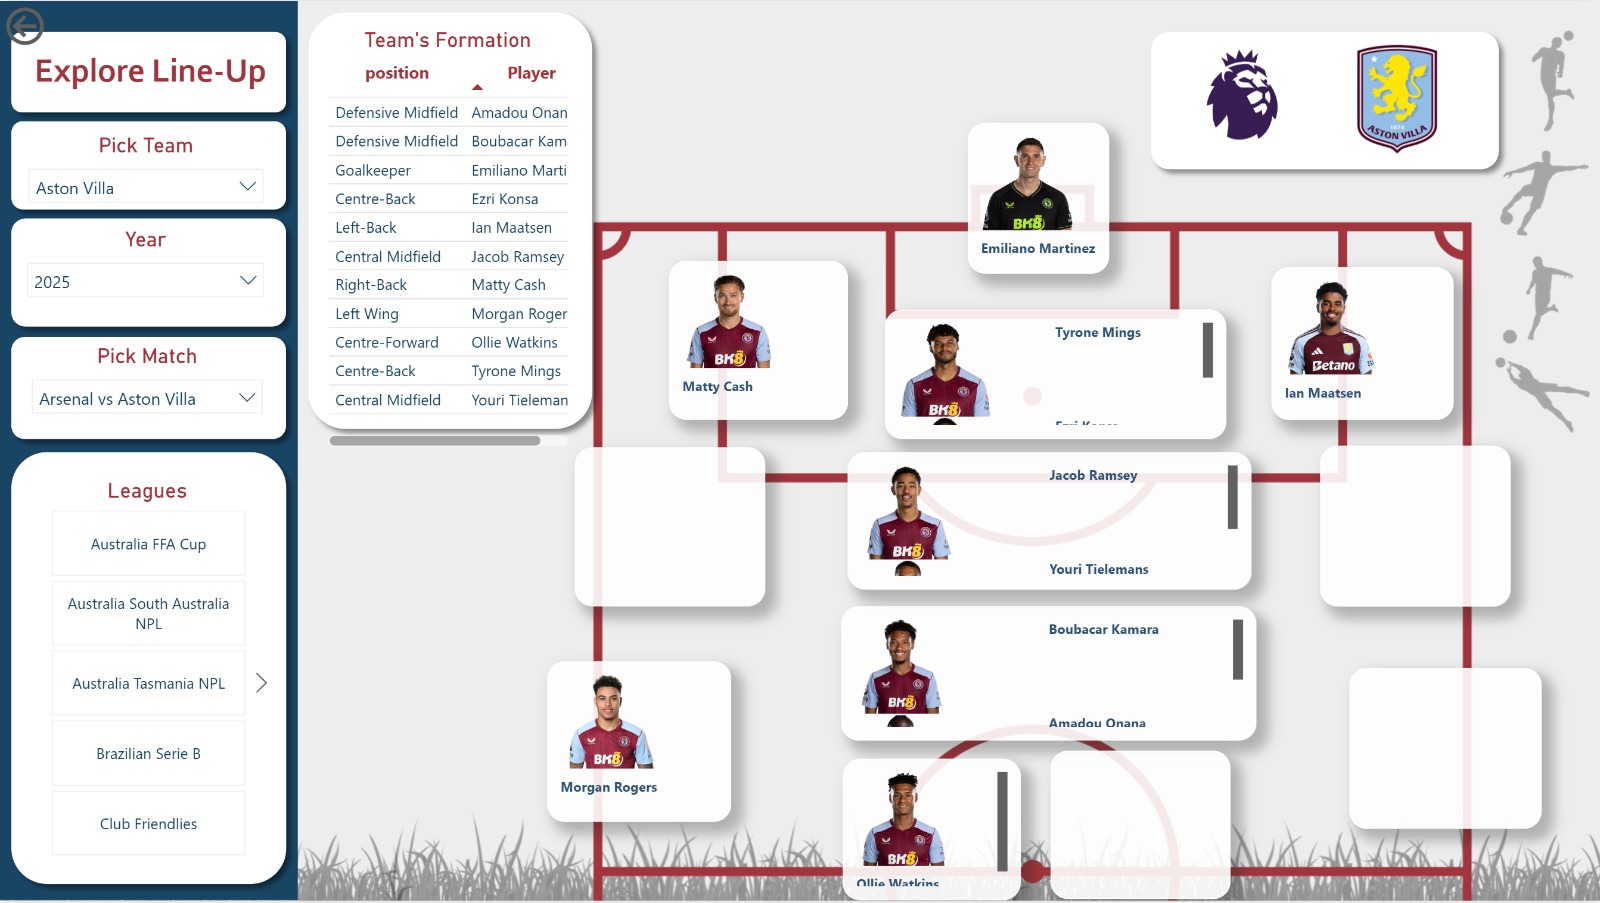 Explore Line-Up
Pick Team
Aston Villa
Year
2025
Pick Match
Arsenal vs Aston Villa
Leagues
Australia FFA Cup
Australia South Australia
NPL
Australia Tasmania NPL
Brazilian Serie B
Club Friendlies
Team's Formation
position Player
Defensive Midfield Amadou Onan
Defensive Midfield Boubacar Kam
Goalkeeper Emiliano Marti
Centre-Back Ezri Konsa
Left-Back Ian Maatsen
Central Midfield Jacob Ramsey
Right-Back Matty Cash
Left Wing Morgan Roger
Centre-Forward Ollie Watkins
Centre-Back Tyrone Mings
Central Midfield Youri Tieleman
1874
ASTON VILLA
BK8
Emiliano Martinez
BK8
Matty Cash
BK8
Tyrone Mings
Ezri Konsa
Betano
Ian Maatsen
BK8
Jacob Ramsey
Youri Tielemans
BK8
Boubacar Kamara
Amadou Onana
BK8
Morgan Rogers
BK8
Ollie Watkins